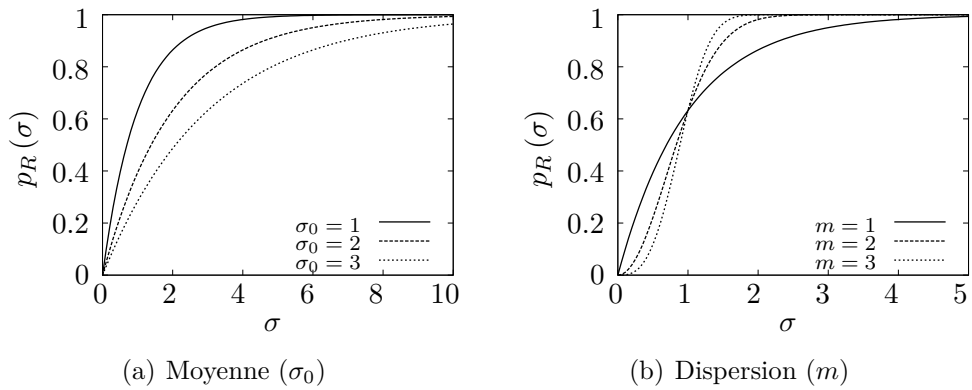 1
0.8
0.6
0.4
0.2
0
p_R (σ)
σ_0 = 1
σ_0 = 2
σ_0 = 3
0 2 4 6 8 10
σ
(a) Moyenne (σ_0)
1
0.8
0.6
0.4
0.2
0
p_R (σ)
m = 1
m = 2
m = 3
0 1 2 3 4 5
σ
(b) Dispersion (m)